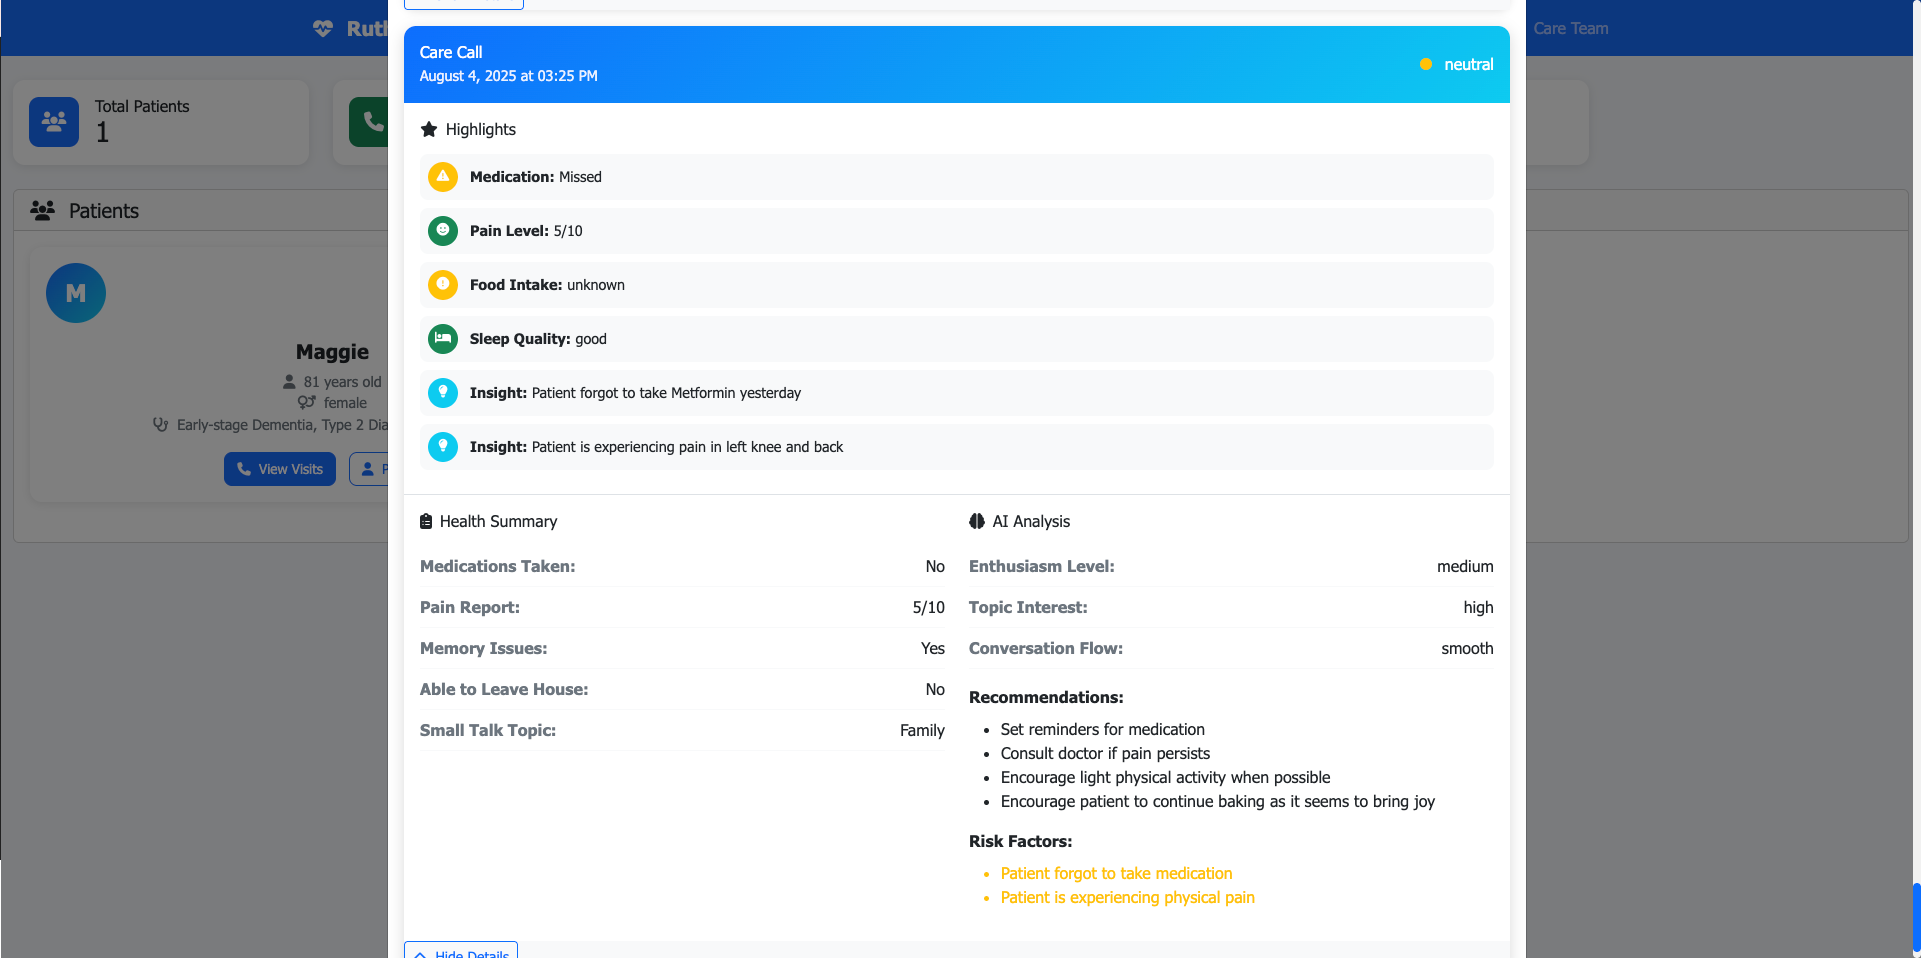 Care Team
Total Patients
1
Patients
M
Maggie
81 years old
female
Early-stage Dementia, Type 2
View Visits
Care Call
August 4, 2025 at 03:25 PM
neutral
Highlights
Medication: Missed
Pain Level: 5/10
Food Intake: unknown
Sleep Quality: good
Insight: Patient forgot to take Metformin yesterday
Insight: Patient is experiencing pain in left knee and back
Health Summary
Medications Taken: No
Pain Report: 5/10
Memory Issues: Yes
Able to Leave House: No
Small Talk Topic: Family
AI Analysis
Enthusiasm Level: medium
Topic Interest: high
Conversation Flow: smooth
Recommendations:
Set reminders for medication
Consult doctor if pain persists
Encourage light physical activity when possible
Encourage patient to continue baking as it seems to bring joy
Risk Factors:
Patient forgot to take medication
Patient is experiencing physical pain
Hide Details